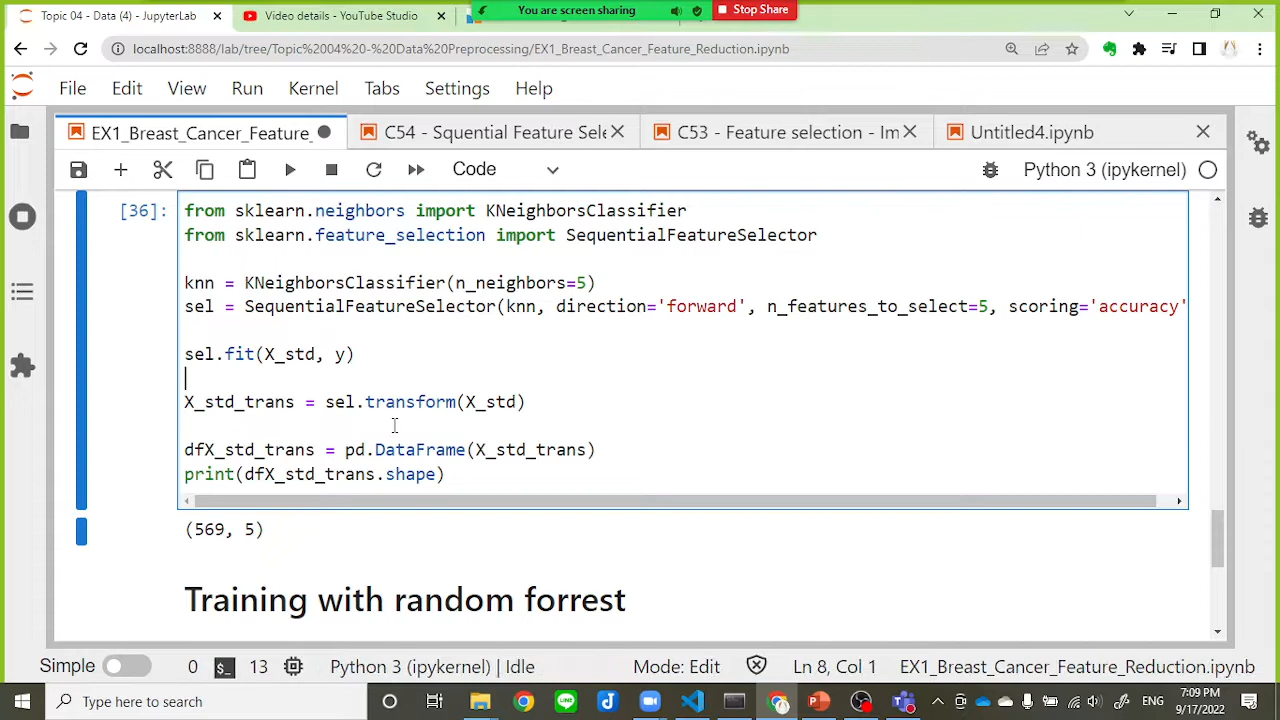 Topic 04 - Data (4) - JupyterLab
Video details - YouTube Studio
You are screen sharing
Stop Share
localhost:8888/lab/tree/Topic%2004%20-%20Data%20Preprocessing/EX1_Breast_Cancer_Feature_Reduction.ipynb
File Edit View Run Kernel Tabs Settings Help
EX1_Breast_Cancer_Feature_
C54 - Squential Feature Sele
C53 - Feature selection - Im
Untitled4.ipynb
Code
Python 3 (ipykernel)
[36]:
from sklearn.neighbors import KNeighborsClassifier
from sklearn.feature_selection import SequentialFeatureSelector
knn = KNeighborsClassifier(n_neighbors=5)
sel = SequentialFeatureSelector(knn, direction='forward', n_features_to_select=5, scoring='accuracy'
sel.fit(X_std, y)
X_std_trans = sel.transform(X_std)
dfX_std_trans = pd.DataFrame(X_std_trans)
print(dfX_std_trans.shape)
(569, 5)
Training with random forrest
Simple 0 $_ 13 Python 3 (ipykernel) | Idle Mode: Edit Ln 8, Col 1 EX1_Breast_Cancer_Feature_Reduction.ipynb
Type here to search
ENG
7:09 PM
9/17/2022